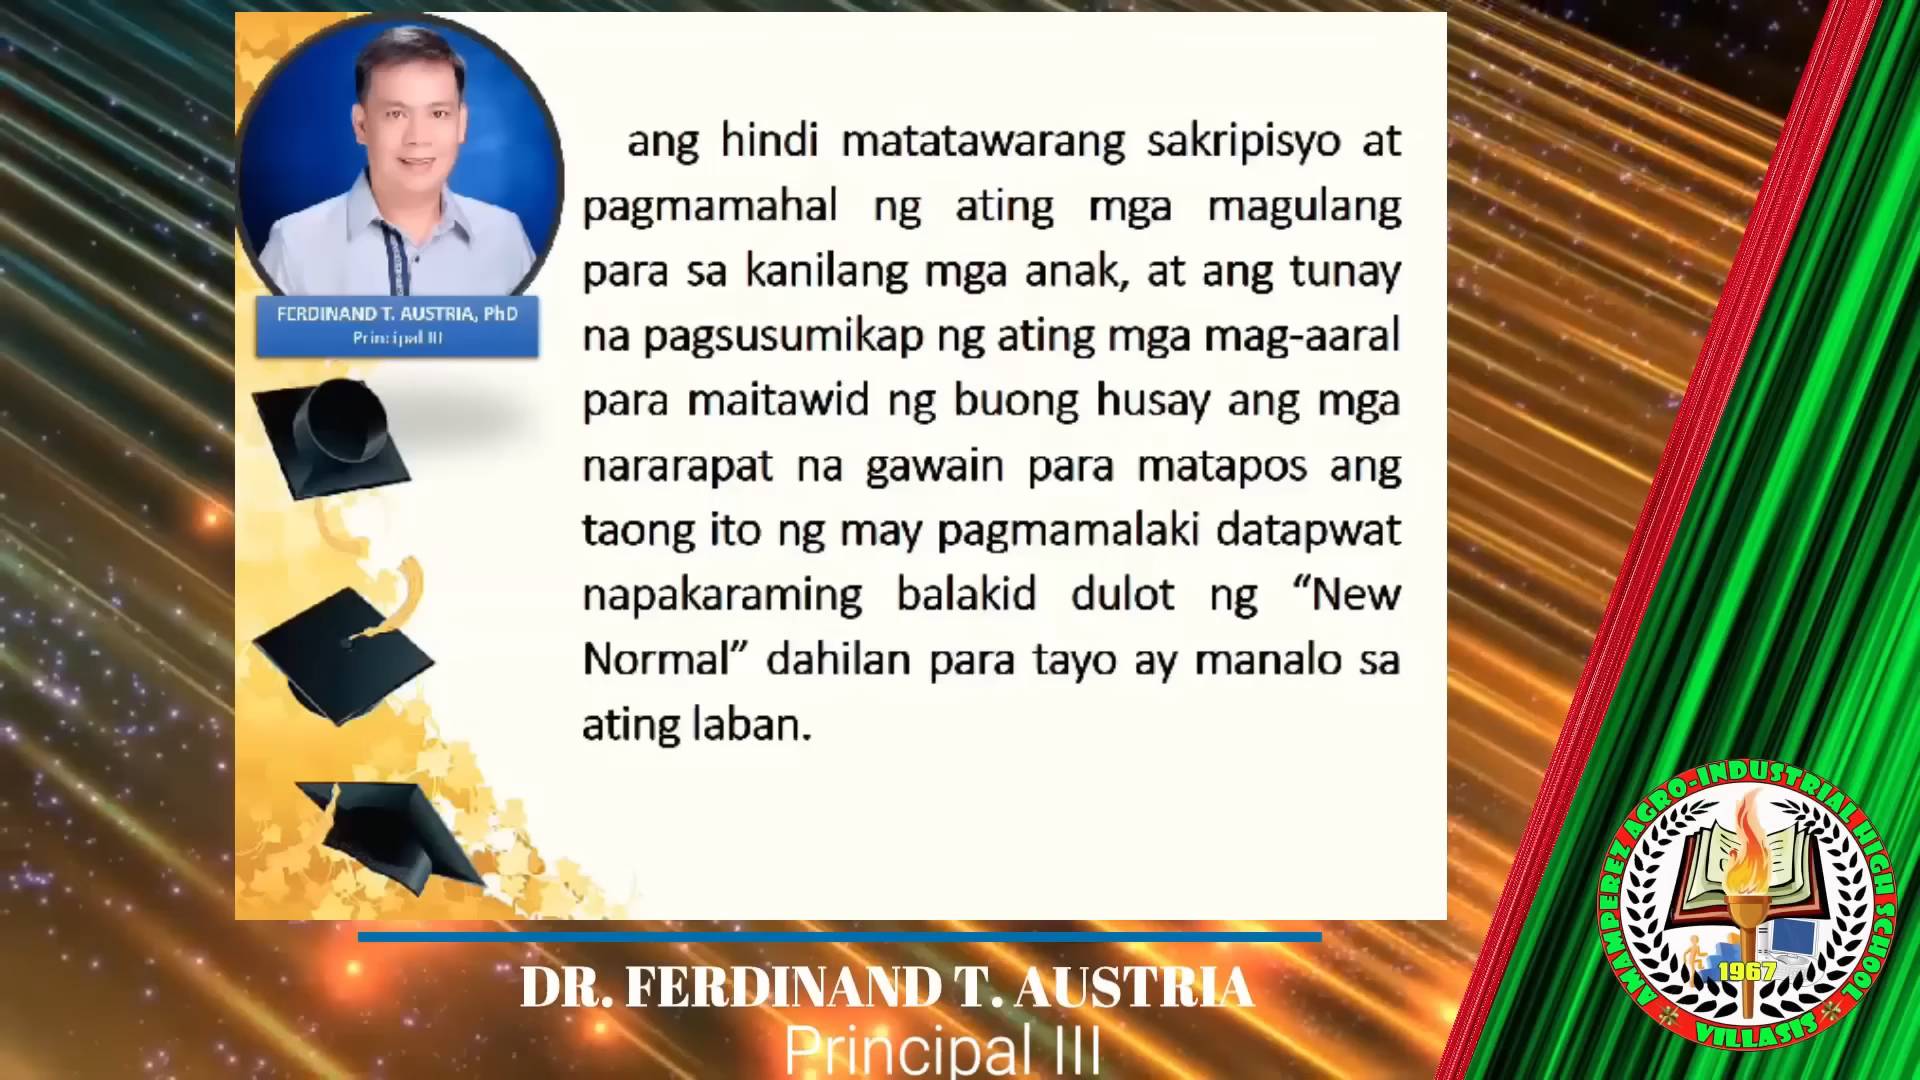 FERDINAND T. AUSTRIA, PhD
Principal III
ang hindi matatawarang sakripisyo at
pagmamahal ng ating mga magulang
para sa kanilang mga anak, at ang tunay
na pagsusumikap ng ating mga mag-aaral
para maitawid ng buong husay ang mga
nararapat na gawain para matapos ang
taong ito ng may pagmamalaki datapwat
napakaraming balakid dulot ng “New
Normal” dahilan para tayo ay manalo sa
ating laban.
DR. FERDINAND T. AUSTRIA
Principal III
AMAMPEREZ AGRO-INDUSTRIAL HIGH SCHOOL
1967
VILLASIS